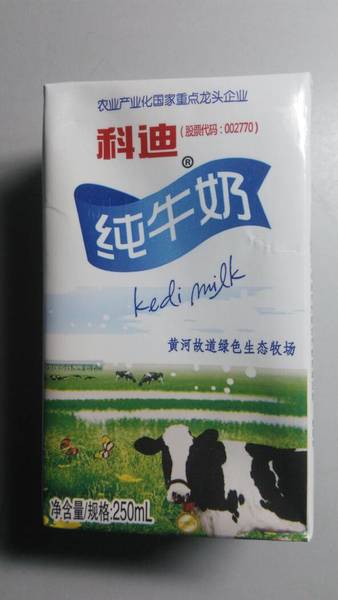 农业产业化国家重点龙头企业
科迪®(股票代码:002770)
纯牛奶
kedi milk
黄河故道绿色生态牧场
净含量/规格:250mL